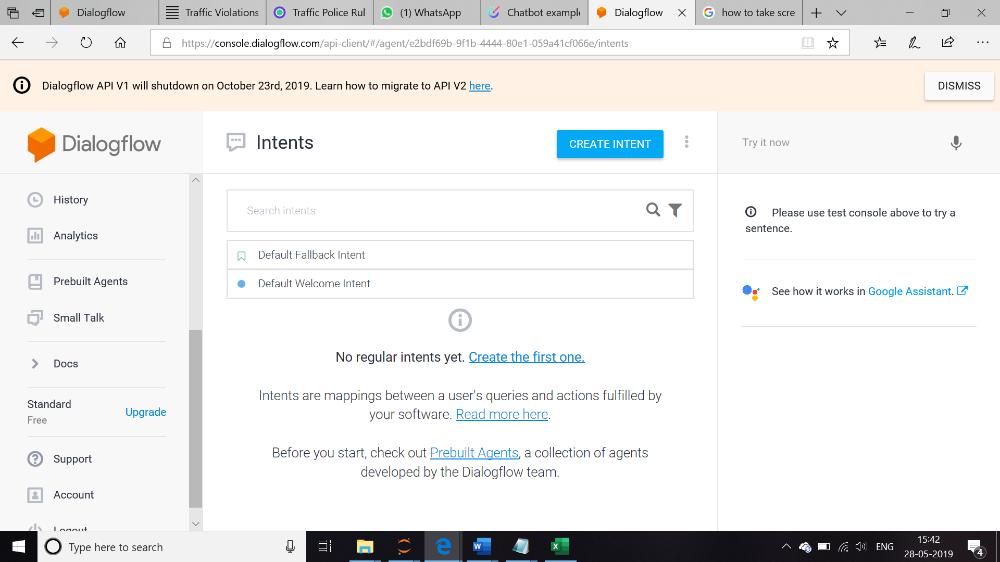 Dialogflow
Traffic Violations
Traffic Police Rul
(1) WhatsApp
Chatbot example
Dialogflow
how to take scre
https://console.dialogflow.com/api-client/#/agent/e2bdf69b-9f1b-4444-80e1-059a41cf066e/intents
Dialogflow API V1 will shutdown on October 23rd, 2019. Learn how to migrate to API V2 here.
DISMISS
Dialogflow
Intents
CREATE INTENT
Try it now
History
Analytics
Prebuilt Agents
Small Talk
Docs
Standard
Free
Upgrade
Support
Account
Logout
Search intents
Default Fallback Intent
Default Welcome Intent
No regular intents yet. Create the first one.
Intents are mappings between a user's queries and actions fulfilled by
your software. Read more here.
Before you start, check out Prebuilt Agents, a collection of agents
developed by the Dialogflow team.
Please use test console above to try a
sentence.
See how it works in Google Assistant.
Type here to search
ENG
15:42
28-05-2019
4